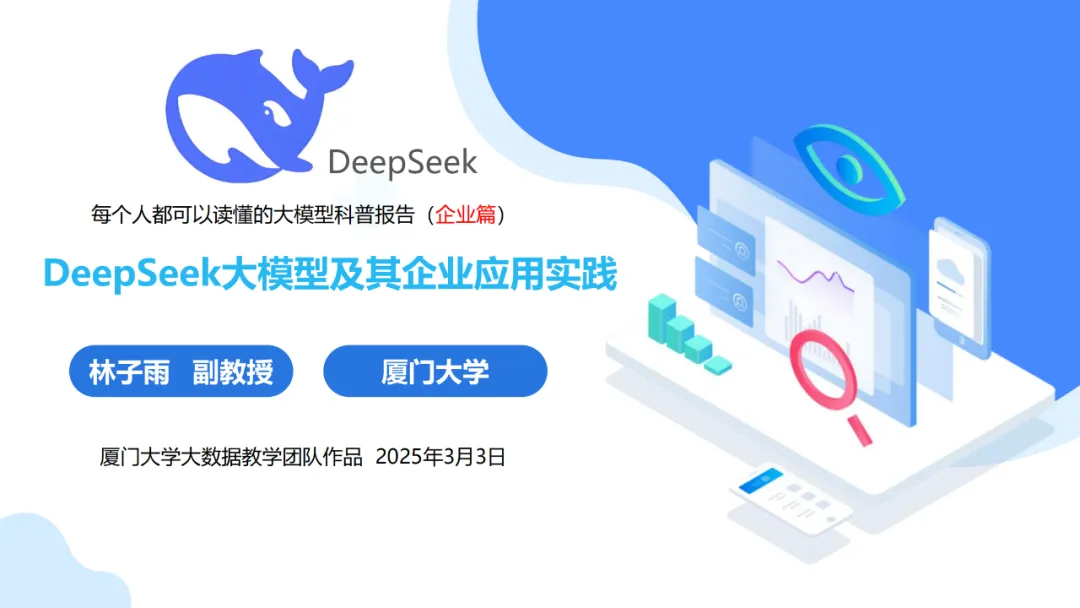 DeepSeek
每个人都可以读懂的大模型科普报告（企业篇）
DeepSeek大模型及其企业应用实践
林子雨 副教授
厦门大学
厦门大学大数据教学团队作品 2025年3月3日